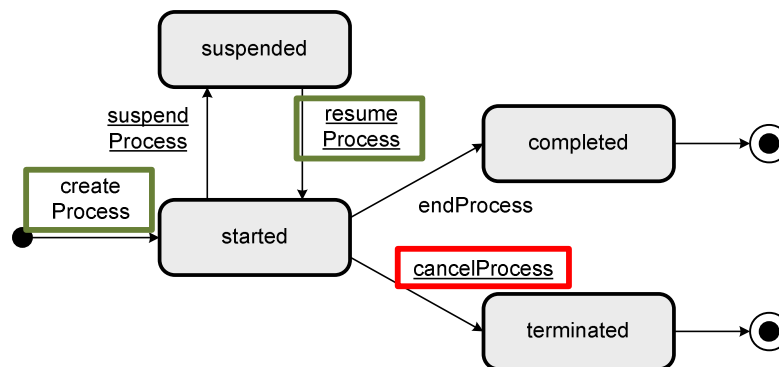 suspended
suspend
Process
resume
Process
completed
create
Process
endProcess
started
cancelProcess
terminated